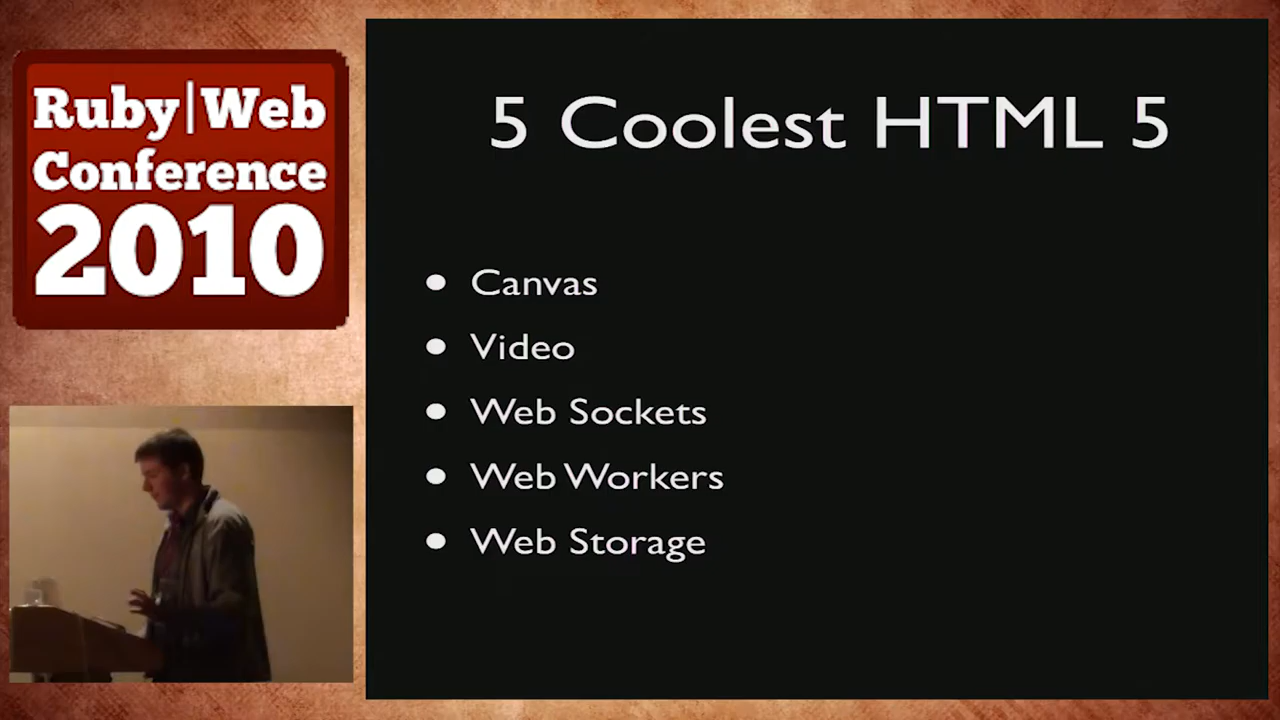 Ruby|Web
Conference
2010
5 Coolest HTML 5
• Canvas
• Video
• Web Sockets
• Web Workers
• Web Storage